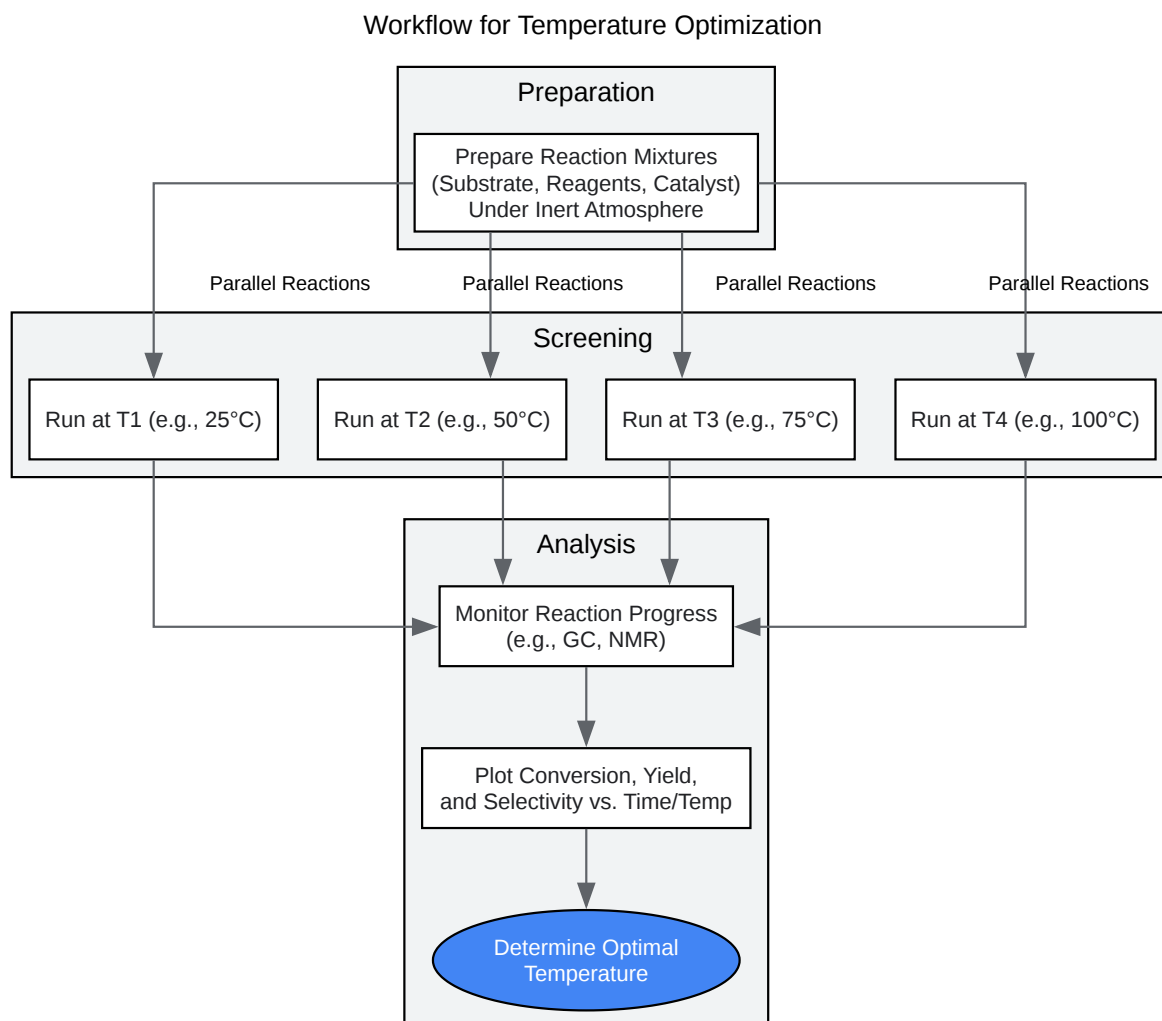 Workflow for Temperature Optimization
Preparation
Prepare Reaction Mixtures
(Substrate, Reagents, Catalyst)
Under Inert Atmosphere
Parallel Reactions
Parallel Reactions
Parallel Reactions
Parallel Reactions
Screening
Run at T1 (e.g., 25°C)
Run at T2 (e.g., 50°C)
Run at T3 (e.g., 75°C)
Run at T4 (e.g., 100°C)
Analysis
Monitor Reaction Progress
(e.g., GC, NMR)
Plot Conversion, Yield,
and Selectivity vs. Time/Temp
Determine Optimal
Temperature